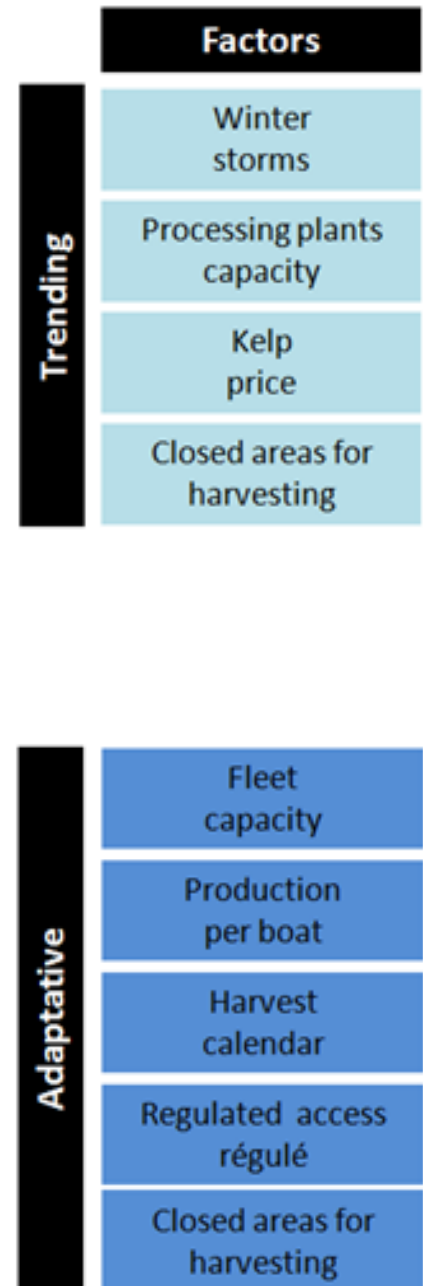 Factors
Trending
Winter
storms
Processing plants
capacity
Kelp
price
Closed areas for
harvesting
Adaptative
Fleet
capacity
Production
per boat
Harvest
calendar
Regulated access
régulé
Closed areas for
harvesting